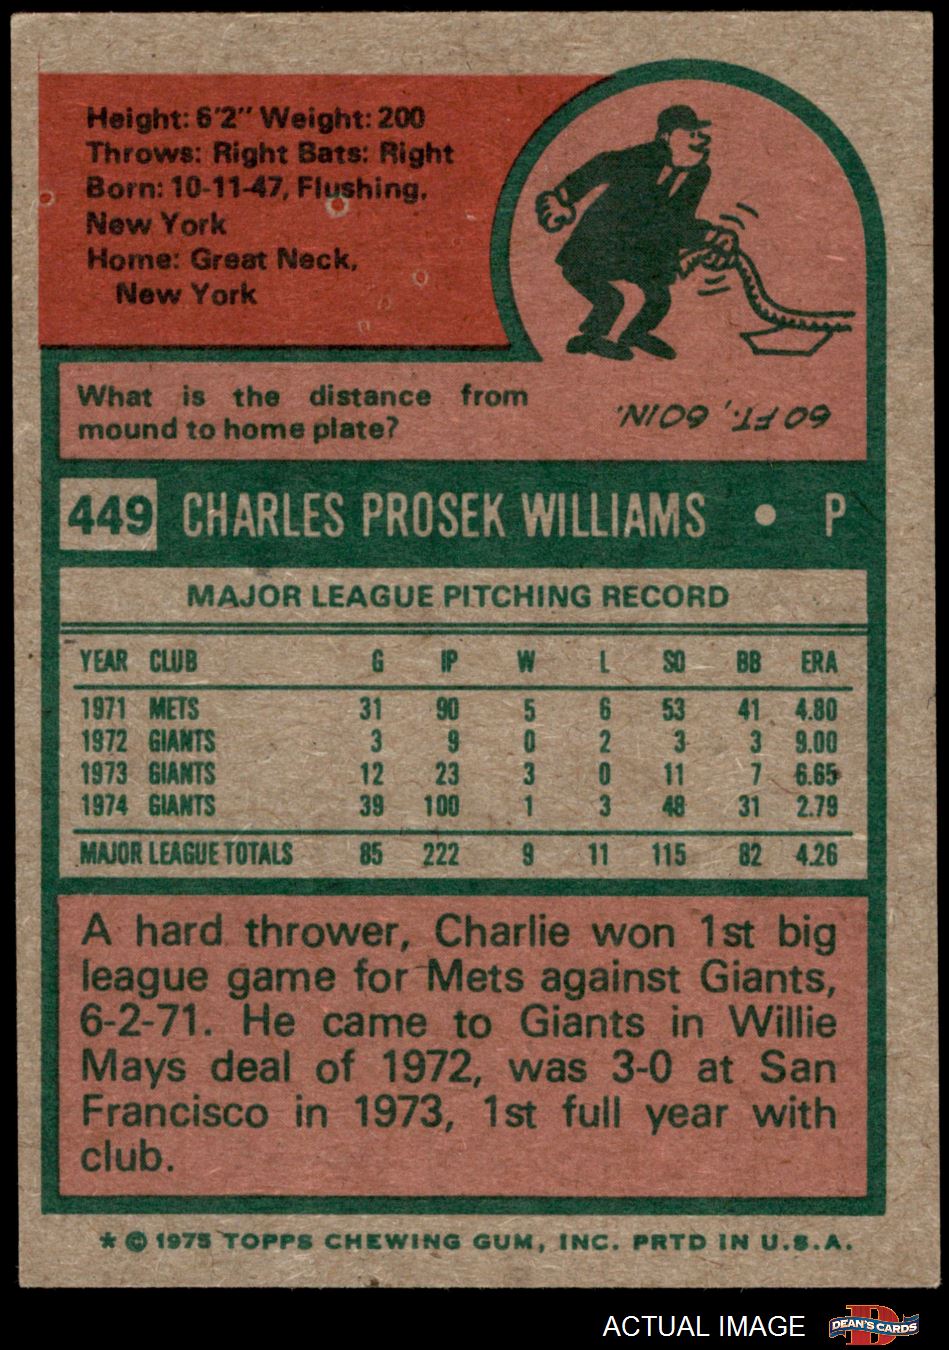 Height: 6'2" Weight: 200
Throws: Right Bats: Right
Born: 10-11-47, Flushing,
New York
Home: Great Neck,
New York
What is the distance from
mound to home plate?
60 FT., 60IN.
449 CHARLES PROSEK WILLIAMS • P
MAJOR LEAGUE PITCHING RECORD
YEAR CLUB G IP W L SO BB ERA
1971 METS 31 90 5 6 53 41 4.80
1972 GIANTS 3 9 0 2 3 3 9.00
1973 GIANTS 12 23 3 0 11 7 6.65
1974 GIANTS 39 100 1 3 48 31 2.79
MAJOR LEAGUE TOTALS 85 222 9 11 115 82 4.26
A hard thrower, Charlie won 1st big
league game for Mets against Giants,
6-2-71. He came to Giants in Willie
Mays deal of 1972, was 3-0 at San
Francisco in 1973, 1st full year with
club.
* © 1975 TOPPS CHEWING GUM, INC. PRTD IN U.S.A.
ACTUAL IMAGE
D
DEAN'S CARDS